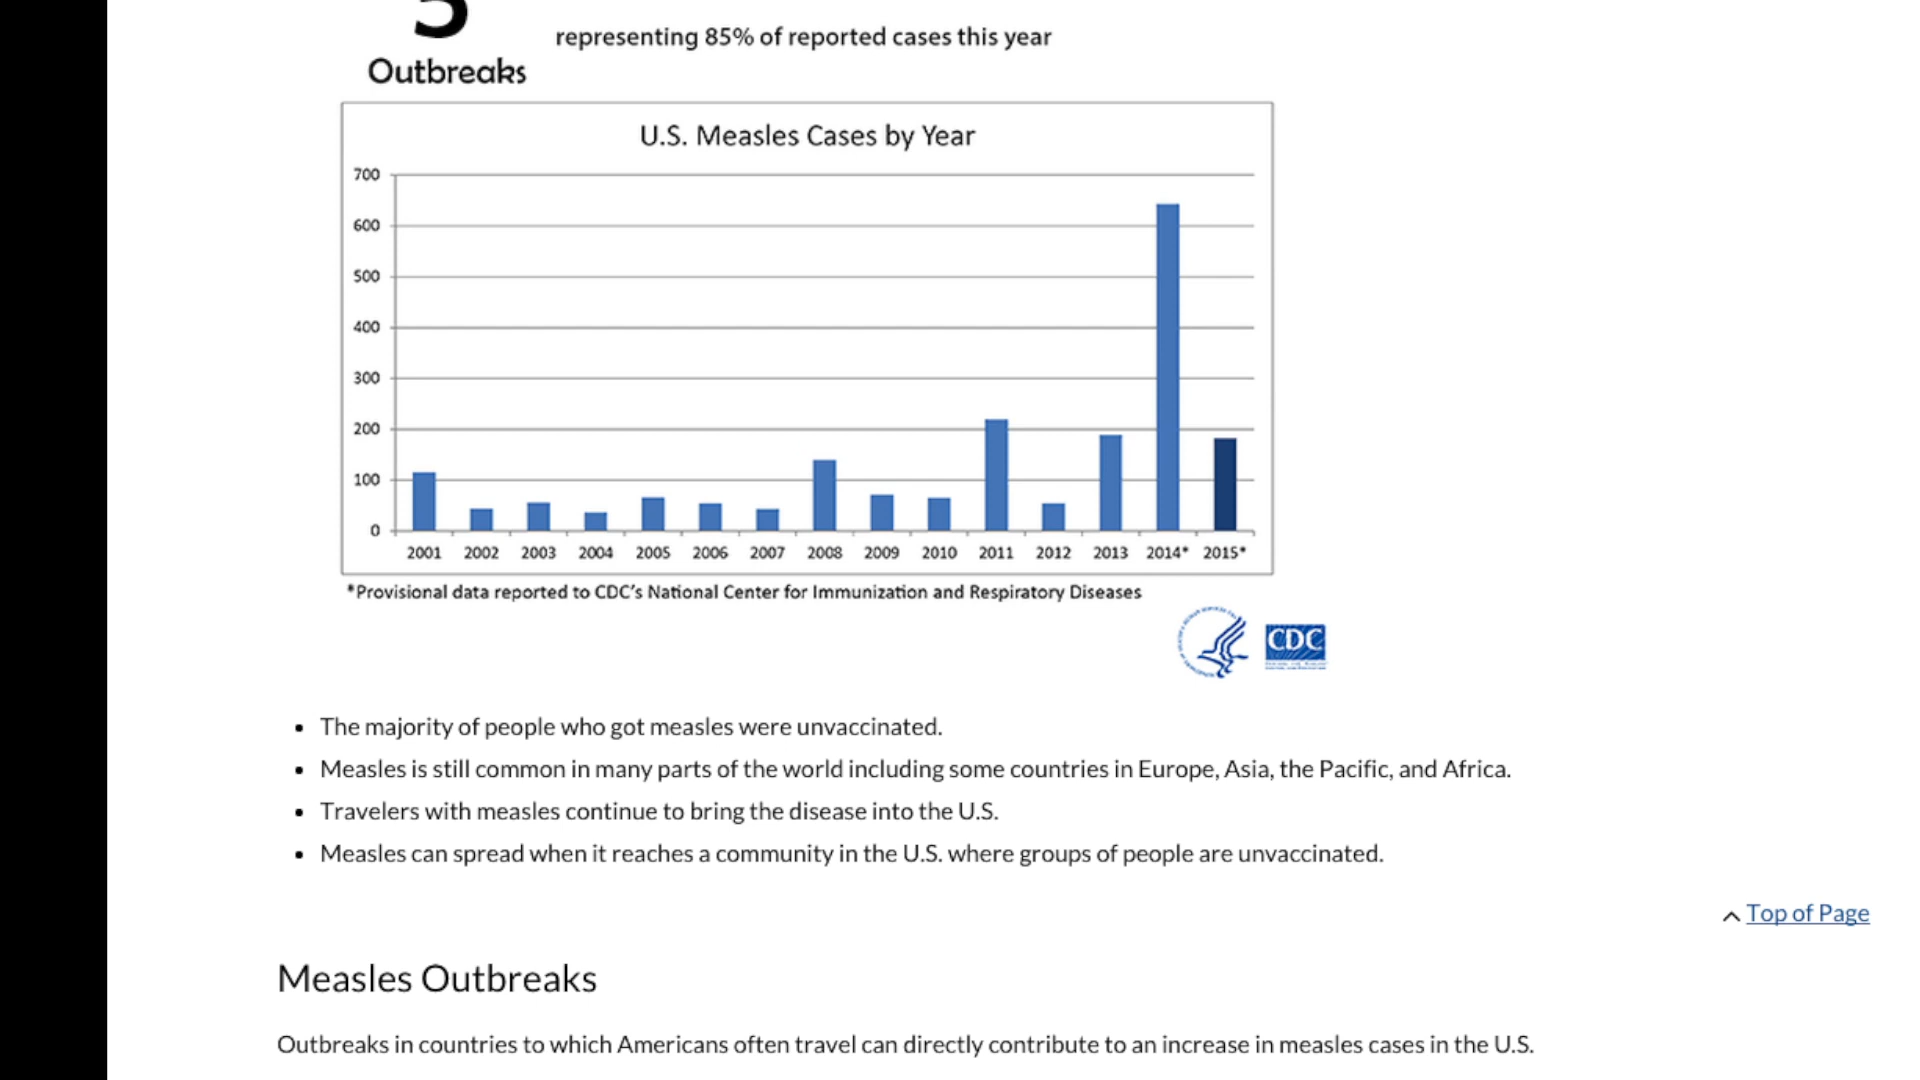 5
representing 85% of reported cases this year
Outbreaks
U.S. Measles Cases by Year
700
600
500
400
300
200
100
0
2001 2002 2003 2004 2005 2006 2007 2008 2009 2010 2011 2012 2013 2014* 2015*
*Provisional data reported to CDC's National Center for Immunization and Respiratory Diseases
CDC
• The majority of people who got measles were unvaccinated.
• Measles is still common in many parts of the world including some countries in Europe, Asia, the Pacific, and Africa.
• Travelers with measles continue to bring the disease into the U.S.
• Measles can spread when it reaches a community in the U.S. where groups of people are unvaccinated.
Top of Page
Measles Outbreaks
Outbreaks in countries to which Americans often travel can directly contribute to an increase in measles cases in the U.S.